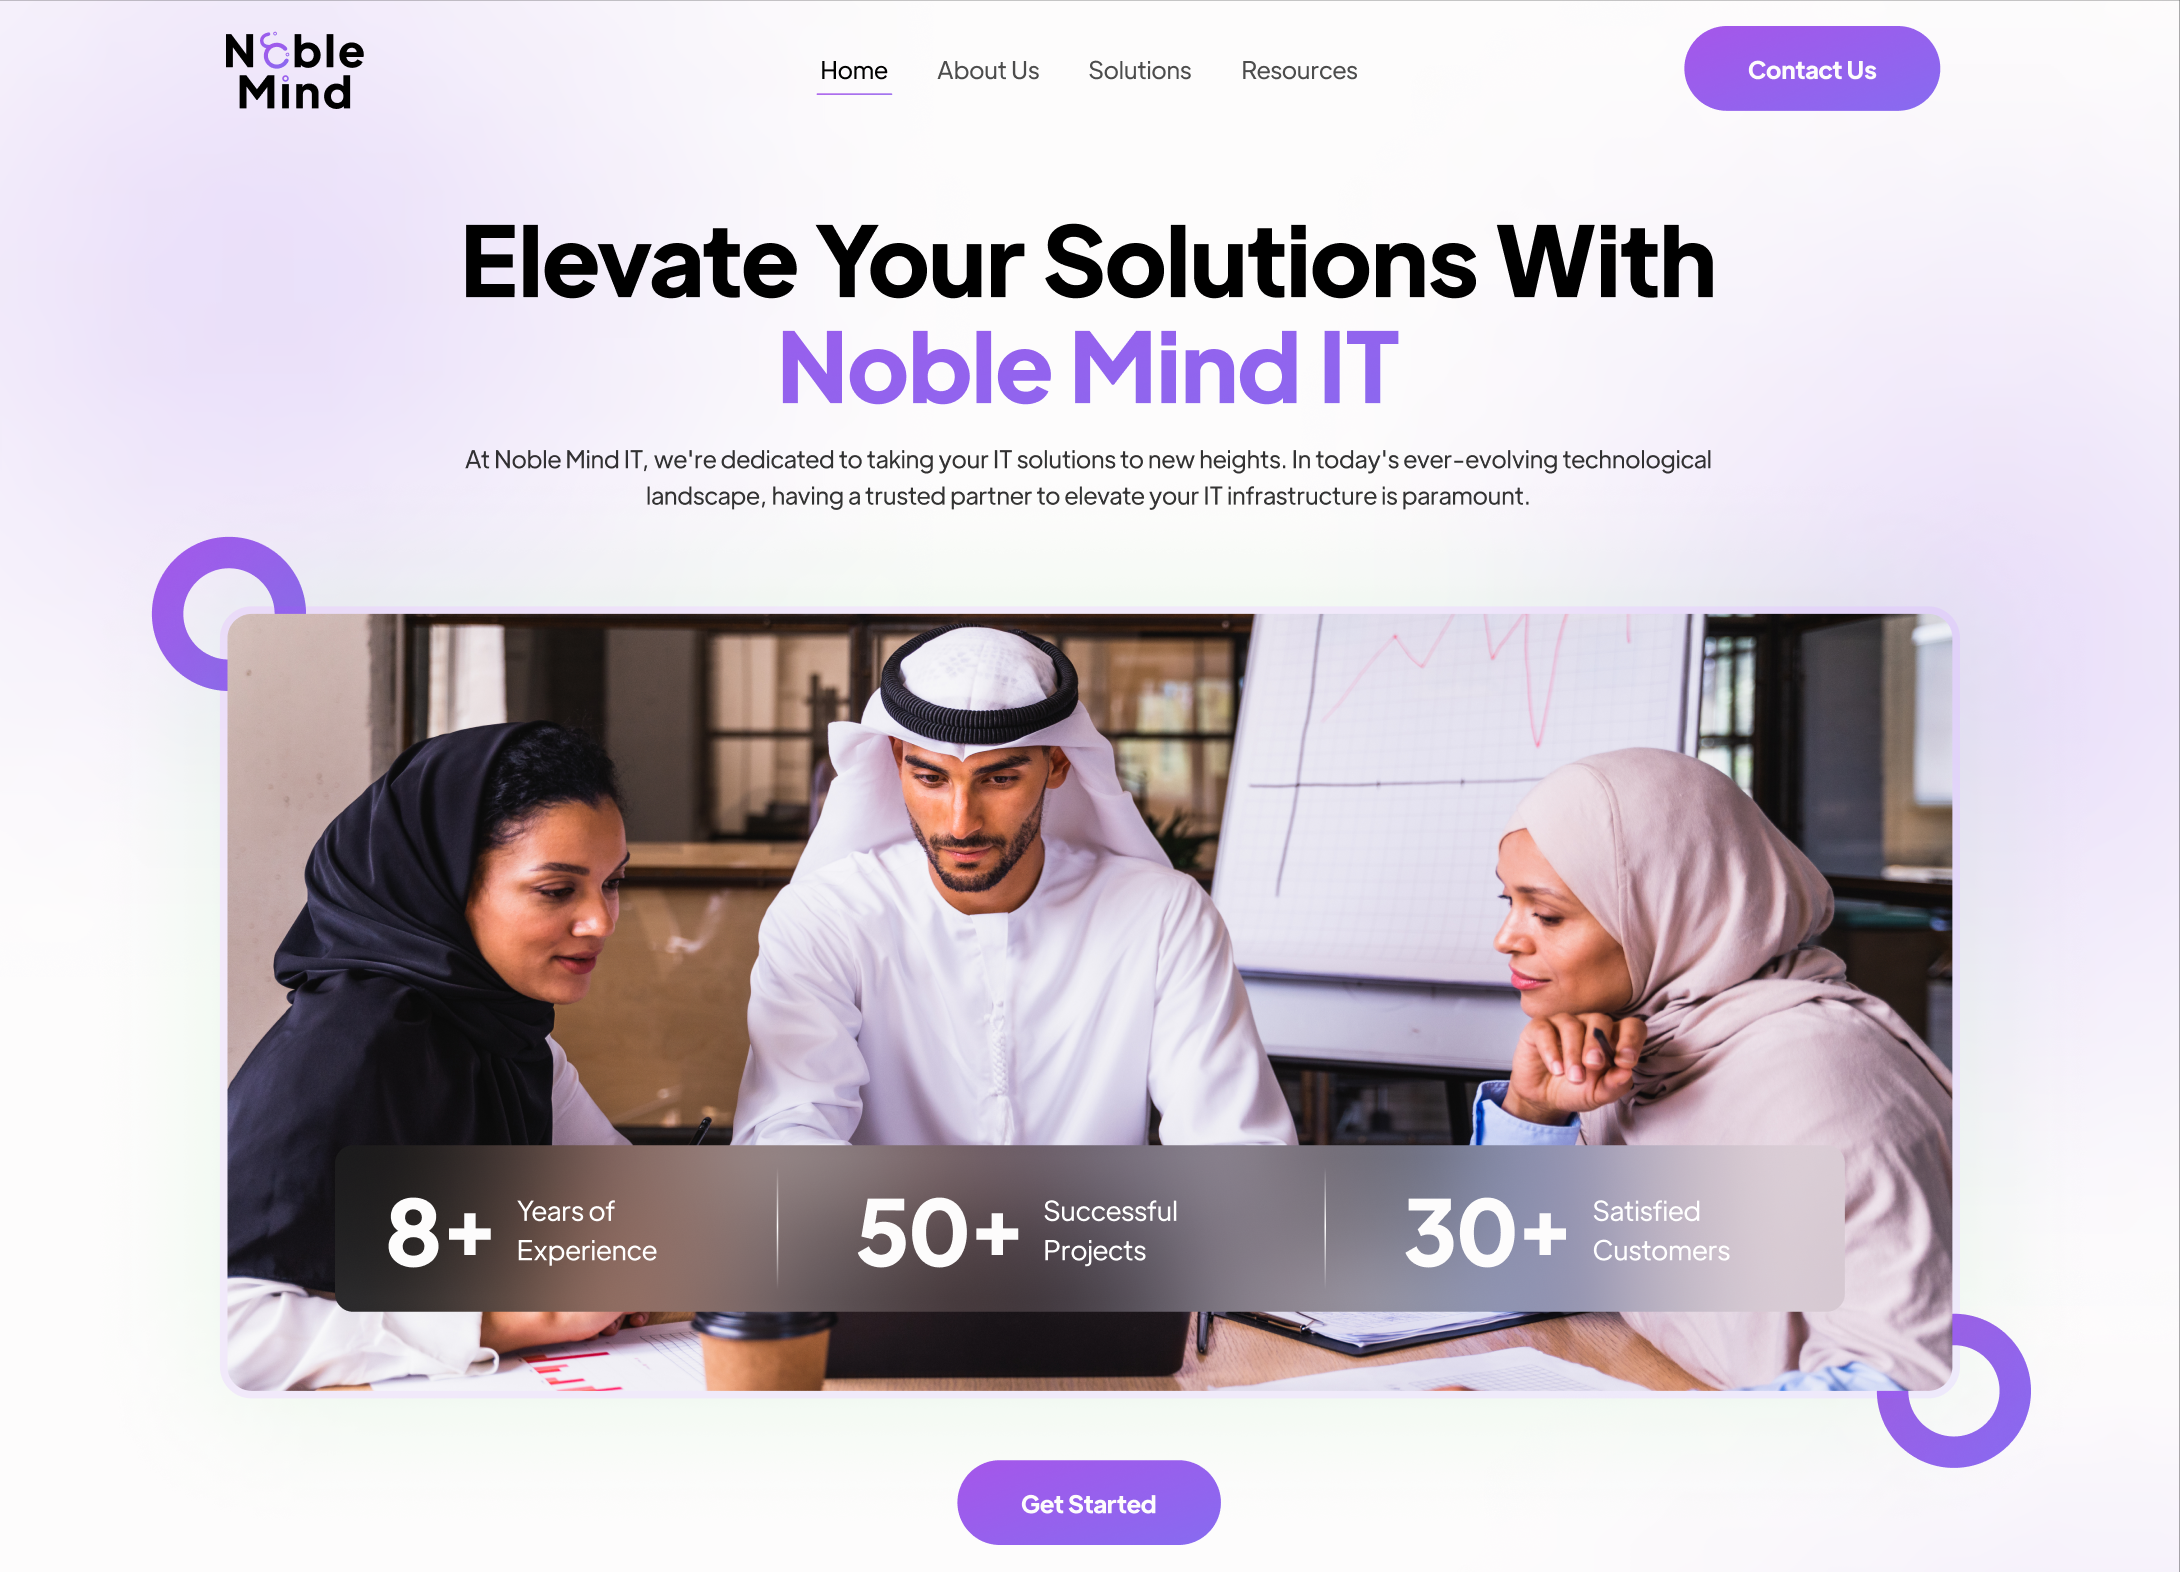 Noble
Mind
Home
About Us
Solutions
Resources
Contact Us
Elevate Your Solutions With
Noble Mind IT
At Noble Mind IT, we're dedicated to taking your IT solutions to new heights. In today's ever-evolving technological
landscape, having a trusted partner to elevate your IT infrastructure is paramount.
8+
Years of
Experience
50+
Successful
Projects
30+
Satisfied
Customers
Get Started